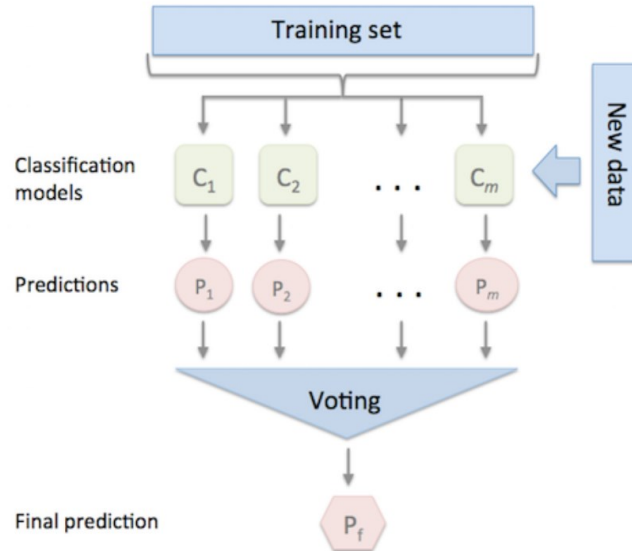 Training set
New data
Classification
models
C1 C2 . . . Cm
Predictions
P1 P2 . . . Pm
Voting
Final prediction
Pf